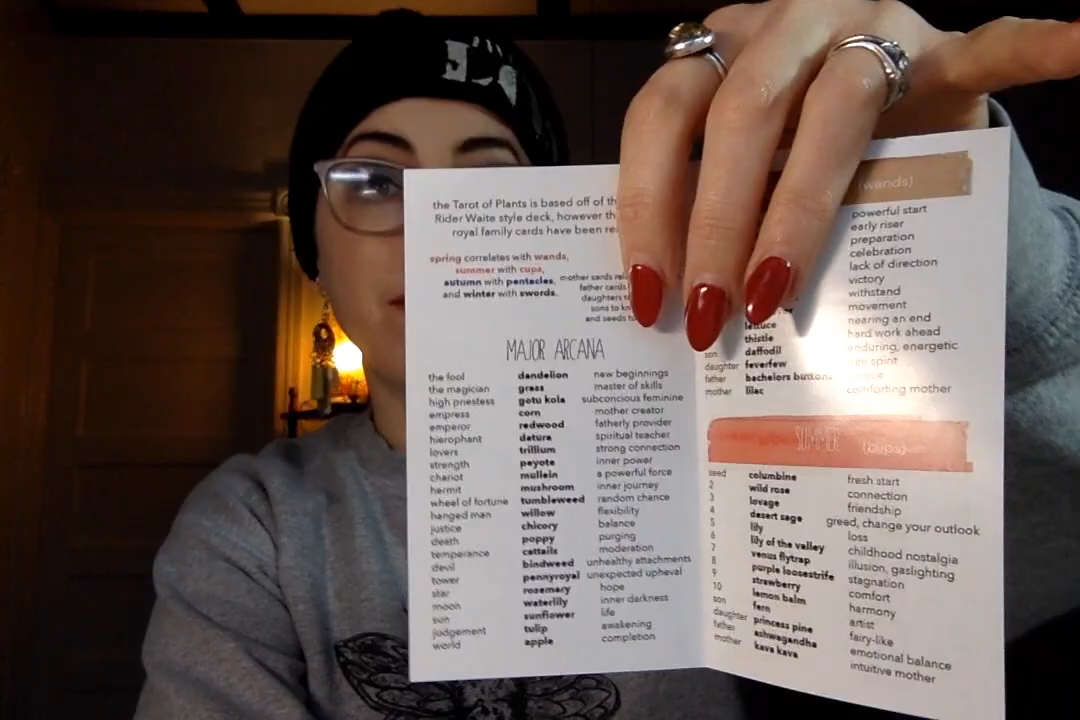 the Tarot of Plants is based off of th
Rider Waite style deck, however th
royal family cards have been re
spring correlates with wands,
summer with cups,
autumn with pentacles,
and winter with swords.
mother cards rel
father cards
daughters t
sons to kn
and seeds to
MAJOR ARCANA
the fool dandelion new beginnings
the magician grass master of skills
high priestess gotu kola subconcious feminine
empress corn mother creator
emperor redwood fatherly provider
hierophant datura spiritual teacher
lovers trillium strong connection
strength peyote inner power
chariot mullein a powerful force
hermit mushroom inner journey
wheel of fortune tumbleweed random chance
hanged man willow flexibility
justice chicory balance
death poppy purging
temperance cattails moderation
devil bindweed unhealthy attachments
tower pennyroyal unexpected upheval
star rosemary hope
moon waterlily inner darkness
sun sunflower life
judgement tulip awakening
world apple completion
(wands)
powerful start
early riser
preparation
celebration
lack of direction
victory
withstand
movement
nearing an end
lettuce hard work ahead
thistle enduring, energetic
son daffodil free spirit
daughter feverfew
father bachelors buttons
mother lilac comforting mother
SUMMER (cups)
seed columbine fresh start
2 wild rose connection
3 lovage friendship
4 desert sage greed, change your outlook
5 lily loss
6 lily of the valley childhood nostalgia
7 venus flytrap illusion, gaslighting
8 purple loosestrife stagnation
9 strawberry comfort
10 lemon balm harmony
son fern artist
daughter princess pine fairy-like
father ashwagandha emotional balance
mother kava kava intuitive mother